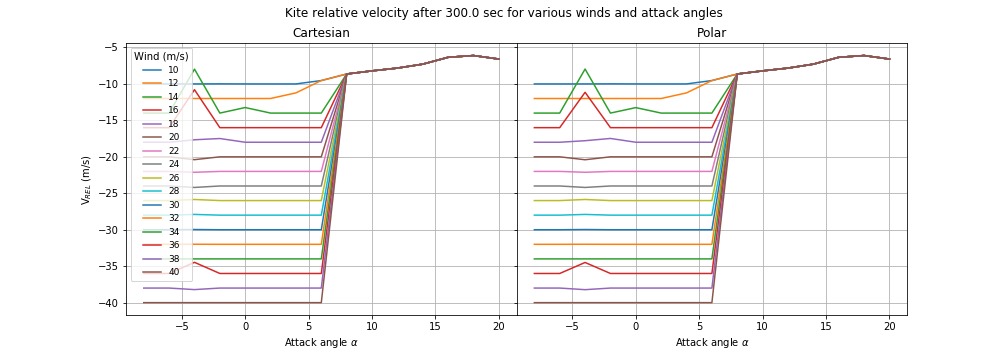 Kite relative velocity after 300.0 sec for various winds and attack angles
Cartesian
Polar
V_REL (m/s)
−5
−10
−15
−20
−25
−30
−35
−40
Wind (m/s)
10
12
14
16
18
20
22
24
26
28
30
32
34
36
38
40
−5 0 5 10 15 20
−5 0 5 10 15 20
Attack angle α
Attack angle α